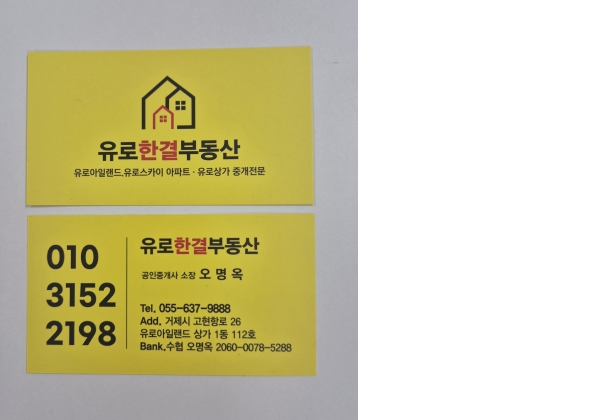 유로한결부동산
유로아일랜드.유로스카이 아파트 · 유로상가 중개전문
010
3152
2198
유로한결부동산
공인중개사 소장 오 명 옥
Tel. 055-637-9888
Add. 거제시 고현항로 26
유로아일랜드 상가 1동 112호
Bank.수협 오명옥 2060-0078-5288